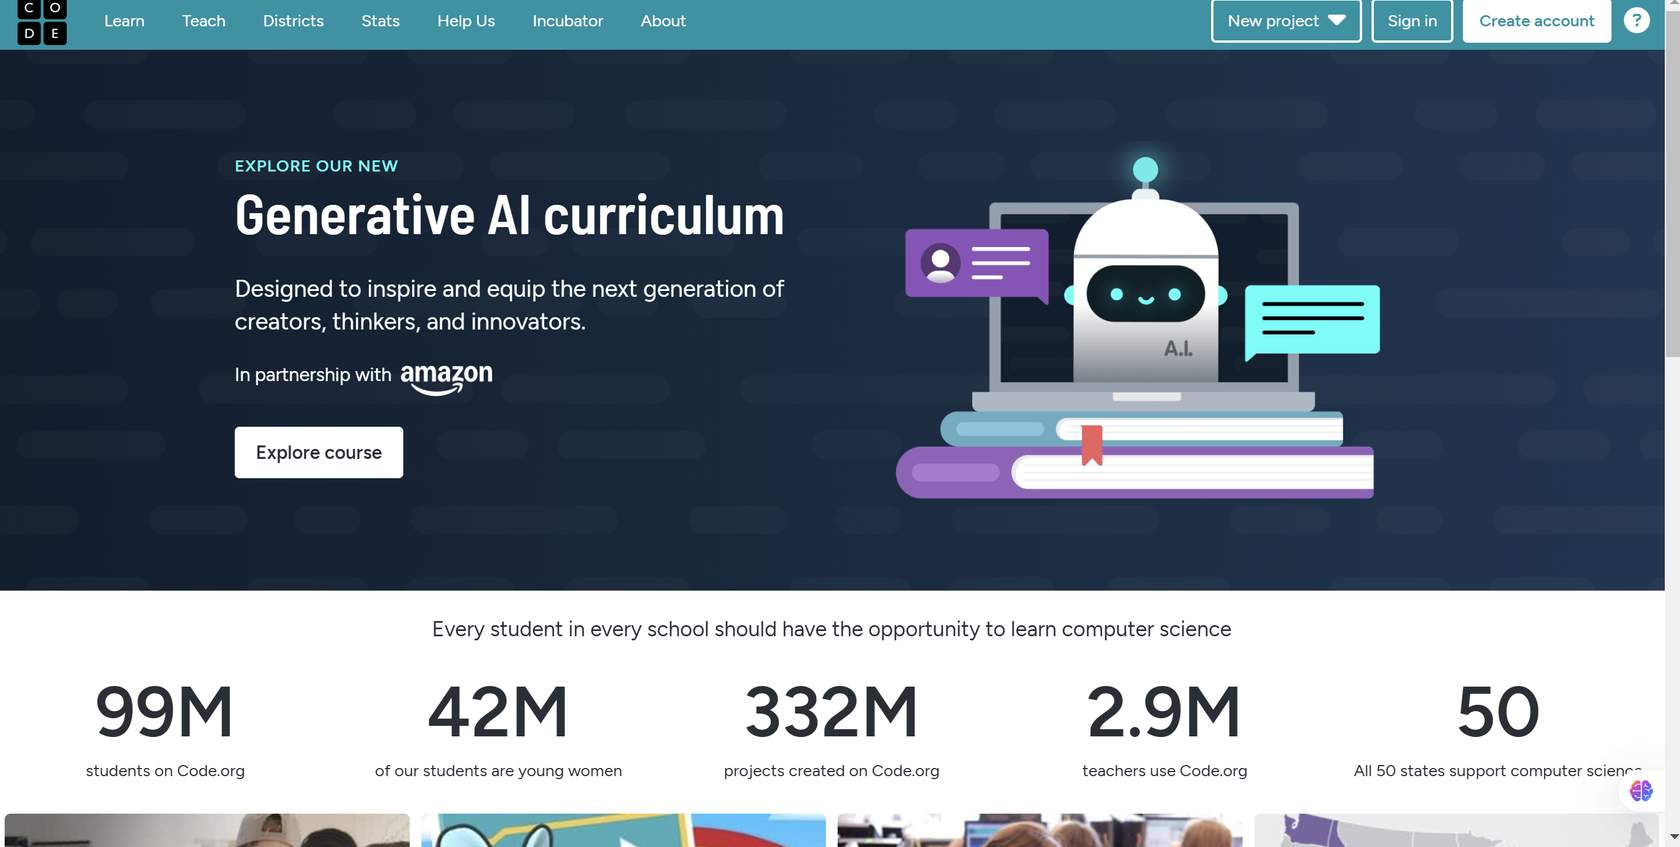 C O
D E
Learn Teach Districts Stats Help Us Incubator About New project Sign in Create account ?
EXPLORE OUR NEW
Generative AI curriculum
Designed to inspire and equip the next generation of
creators, thinkers, and innovators.
In partnership with amazon
Explore course
A.I.
Every student in every school should have the opportunity to learn computer science
99M 42M 332M 2.9M 50
students on Code.org of our students are young women projects created on Code.org teachers use Code.org All 50 states support computer science